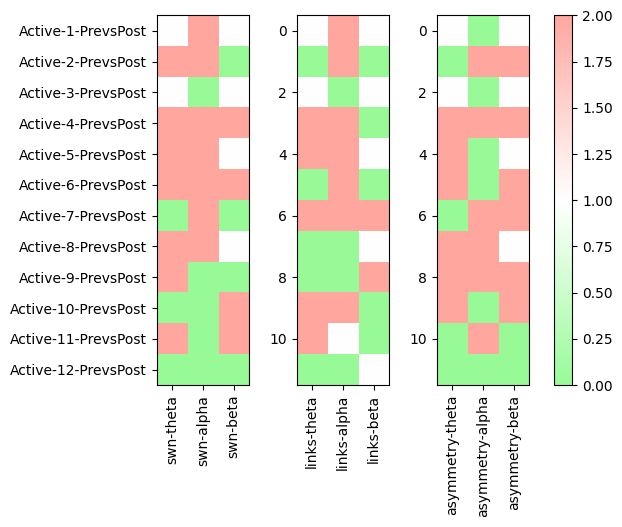 Active-1-PrevsPost
Active-2-PrevsPost
Active-3-PrevsPost
Active-4-PrevsPost
Active-5-PrevsPost
Active-6-PrevsPost
Active-7-PrevsPost
Active-8-PrevsPost
Active-9-PrevsPost
Active-10-PrevsPost
Active-11-PrevsPost
Active-12-PrevsPost
swn-theta
swn-alpha
swn-beta
0
2
4
6
8
10
links-theta
links-alpha
links-beta
0
2
4
6
8
10
asymmetry-theta
asymmetry-alpha
asymmetry-beta
2.00
1.75
1.50
1.25
1.00
0.75
0.50
0.25
0.00